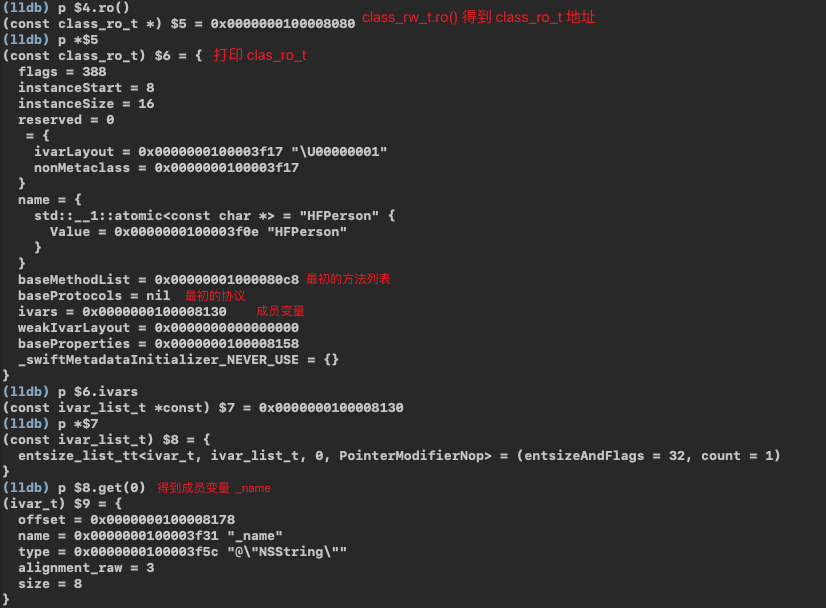 (lldb) p $4.ro()
(const class_ro_t *) $5 = 0x0000000100008080 class_rw_t.ro() 得到 class_ro_t 地址
(lldb) p *$5
(const class_ro_t) $6 = { 打印 clas_ro_t
  flags = 388
  instanceStart = 8
  instanceSize = 16
  reserved = 0
   = {
    ivarLayout = 0x0000000100003f17 "\U00000001"
    nonMetaclass = 0x0000000100003f17
  }
  name = {
    std::__1::atomic<const char *> = "HFPerson" {
      Value = 0x0000000100003f0e "HFPerson"
    }
  }
  baseMethodList = 0x00000001000080c8 最初的方法列表
  baseProtocols = nil 最初的协议
  ivars = 0x0000000100008130 成员变量
  weakIvarLayout = 0x0000000000000000
  baseProperties = 0x0000000100008158
  _swiftMetadataInitializer_NEVER_USE = {}
}
(lldb) p $6.ivars
(const ivar_list_t *const) $7 = 0x0000000100008130
(lldb) p *$7
(const ivar_list_t) $8 = {
  entsize_list_tt<ivar_t, ivar_list_t, 0, PointerModifierNop> = (entsizeAndFlags = 32, count = 1)
}
(lldb) p $8.get(0) 得到成员变量 _name
(ivar_t) $9 = {
  offset = 0x0000000100008178
  name = 0x0000000100003f31 "_name"
  type = 0x0000000100003f5c "@\"NSString\""
  alignment_raw = 3
  size = 8
}